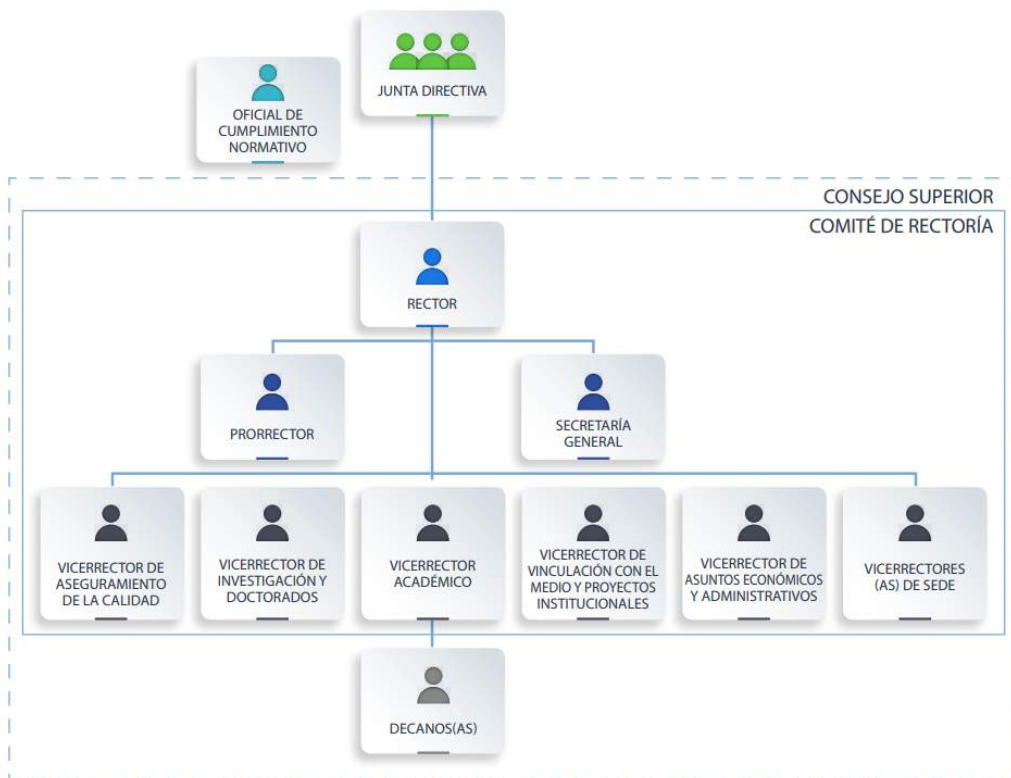 JUNTA DIRECTIVA
OFICIAL DE
CUMPLIMIENTO
NORMATIVO
CONSEJO SUPERIOR
COMITÉ DE RECTORÍA
RECTOR
PRORRECTOR
SECRETARÍA
GENERAL
VICERRECTOR DE
ASEGURAMIENTO
DE LA CALIDAD
VICERRECTOR DE
INVESTIGACIÓN Y
DOCTORADOS
VICERRECTOR
ACADÉMICO
VICERRECTOR DE
VINCULACIÓN CON EL
MEDIO Y PROYECTOS
INSTITUCIONALES
VICERRECTOR DE
ASUNTOS ECONÓMICOS
Y ADMINISTRATIVOS
VICERRECTORES
(AS) DE SEDE
DECANOS(AS)